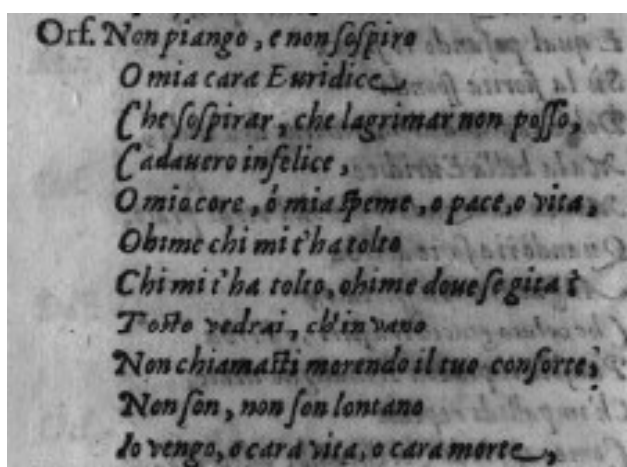 Orf. Non piango, e non ſoſpiro
O mia cara Euridice,
Che ſoſpirar, che lagrimar non poſſo,
Cadauero infelice,
O mio core, ó mia ſpeme, o pace, o vita,
Ohime chi mi t'ha tolto
Chi mi t'ha tolto, ohime doue ſe gita?
Toſto vedrai, ch'in vano
Non chiamaſti morendo il tuo conſorte,
Non ſon, non ſon lontano
Io vengo, o cara vita, o cara morte,